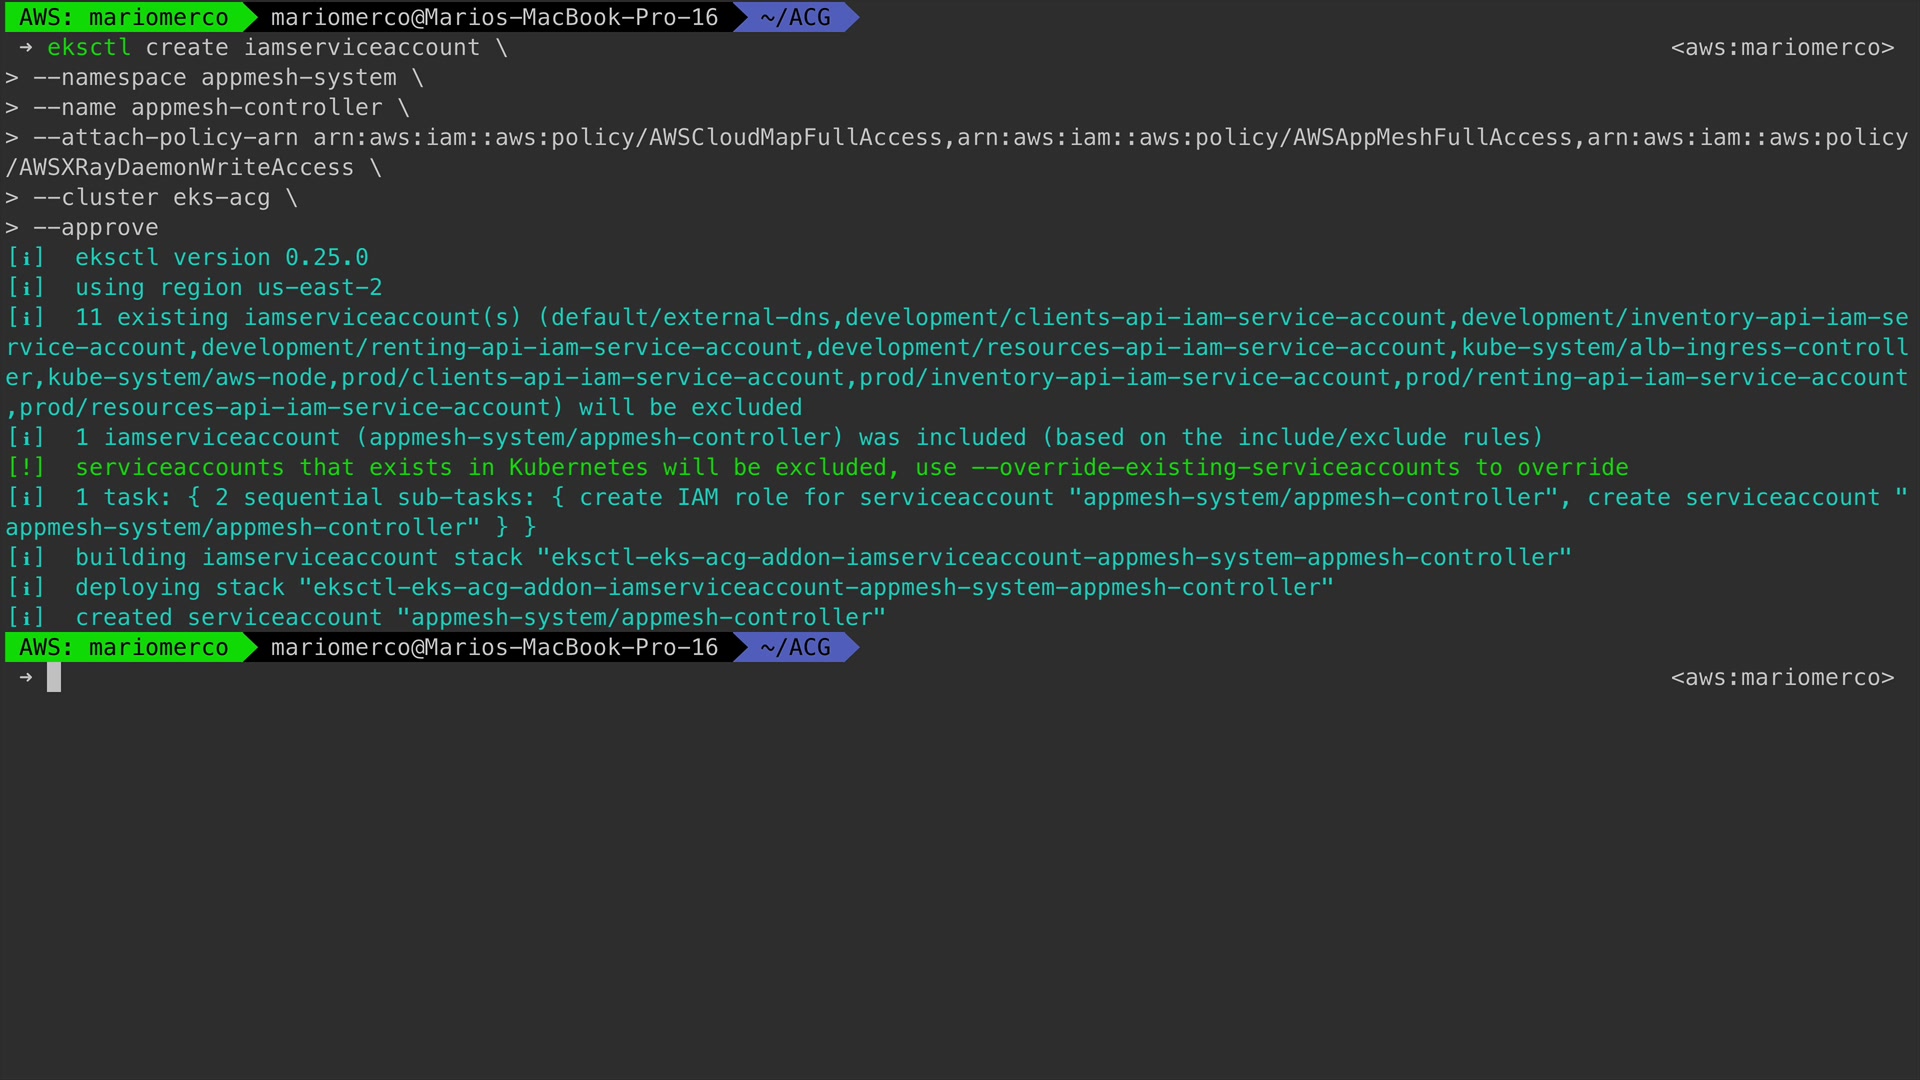 AWS: mariomerco mariomerco@Marios-MacBook-Pro-16 ~/ACG
➜ eksctl create iamserviceaccount \ <aws:mariomerco>
> --namespace appmesh-system \
> --name appmesh-controller \
> --attach-policy-arn arn:aws:iam::aws:policy/AWSCloudMapFullAccess,arn:aws:iam::aws:policy/AWSAppMeshFullAccess,arn:aws:iam::aws:policy
/AWSXRayDaemonWriteAccess \
> --cluster eks-acg \
> --approve
[ℹ]  eksctl version 0.25.0
[ℹ]  using region us-east-2
[ℹ]  11 existing iamserviceaccount(s) (default/external-dns,development/clients-api-iam-service-account,development/inventory-api-iam-se
rvice-account,development/renting-api-iam-service-account,development/resources-api-iam-service-account,kube-system/alb-ingress-controll
er,kube-system/aws-node,prod/clients-api-iam-service-account,prod/inventory-api-iam-service-account,prod/renting-api-iam-service-account
,prod/resources-api-iam-service-account) will be excluded
[ℹ]  1 iamserviceaccount (appmesh-system/appmesh-controller) was included (based on the include/exclude rules)
[!]  serviceaccounts that exists in Kubernetes will be excluded, use --override-existing-serviceaccounts to override
[ℹ]  1 task: { 2 sequential sub-tasks: { create IAM role for serviceaccount "appmesh-system/appmesh-controller", create serviceaccount "
appmesh-system/appmesh-controller" } }
[ℹ]  building iamserviceaccount stack "eksctl-eks-acg-addon-iamserviceaccount-appmesh-system-appmesh-controller"
[ℹ]  deploying stack "eksctl-eks-acg-addon-iamserviceaccount-appmesh-system-appmesh-controller"
[ℹ]  created serviceaccount "appmesh-system/appmesh-controller"
AWS: mariomerco mariomerco@Marios-MacBook-Pro-16 ~/ACG
➜ <aws:mariomerco>